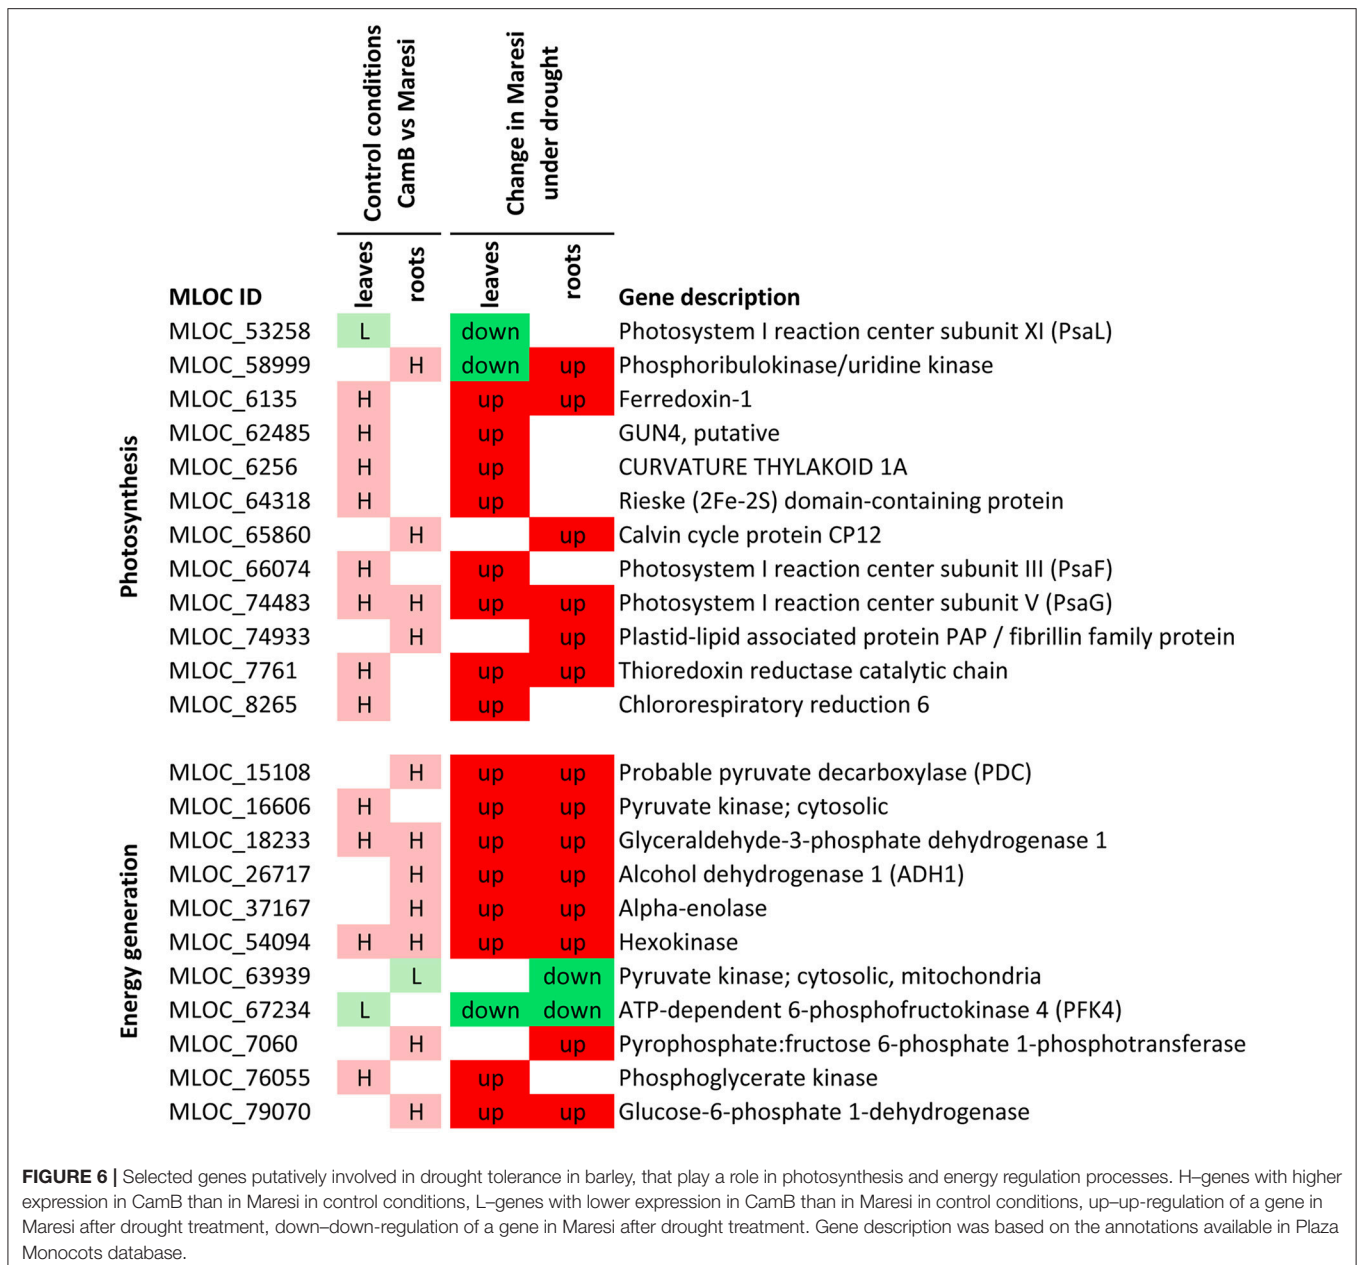 Control conditions
CamB vs Maresi
Change in Maresi
under drought
leaves
roots
leaves
roots
MLOC ID Gene description
Photosynthesis
MLOC_53258 L down Photosystem I reaction center subunit XI (PsaL)
MLOC_58999 H down up Phosphoribulokinase/uridine kinase
MLOC_6135 H up up Ferredoxin-1
MLOC_62485 H up GUN4, putative
MLOC_6256 H up CURVATURE THYLAKOID 1A
MLOC_64318 H up Rieske (2Fe-2S) domain-containing protein
MLOC_65860 H up Calvin cycle protein CP12
MLOC_66074 H up Photosystem I reaction center subunit III (PsaF)
MLOC_74483 H H up up Photosystem I reaction center subunit V (PsaG)
MLOC_74933 H up Plastid-lipid associated protein PAP / fibrillin family protein
MLOC_7761 H up up Thioredoxin reductase catalytic chain
MLOC_8265 H up Chlororespiratory reduction 6
Energy generation
MLOC_15108 H up up Probable pyruvate decarboxylase (PDC)
MLOC_16606 H up up Pyruvate kinase; cytosolic
MLOC_18233 H H up up Glyceraldehyde-3-phosphate dehydrogenase 1
MLOC_26717 H up up Alcohol dehydrogenase 1 (ADH1)
MLOC_37167 H up up Alpha-enolase
MLOC_54094 H H up up Hexokinase
MLOC_63939 L down Pyruvate kinase; cytosolic, mitochondria
MLOC_67234 L down down ATP-dependent 6-phosphofructokinase 4 (PFK4)
MLOC_7060 H up Pyrophosphate:fructose 6-phosphate 1-phosphotransferase
MLOC_76055 H up Phosphoglycerate kinase
MLOC_79070 H up up Glucose-6-phosphate 1-dehydrogenase
FIGURE 6 | Selected genes putatively involved in drought tolerance in barley, that play a role in photosynthesis and energy regulation processes. H–genes with higher
expression in CamB than in Maresi in control conditions, L–genes with lower expression in CamB than in Maresi in control conditions, up–up-regulation of a gene in
Maresi after drought treatment, down–down-regulation of a gene in Maresi after drought treatment. Gene description was based on the annotations available in Plaza
Monocots database.